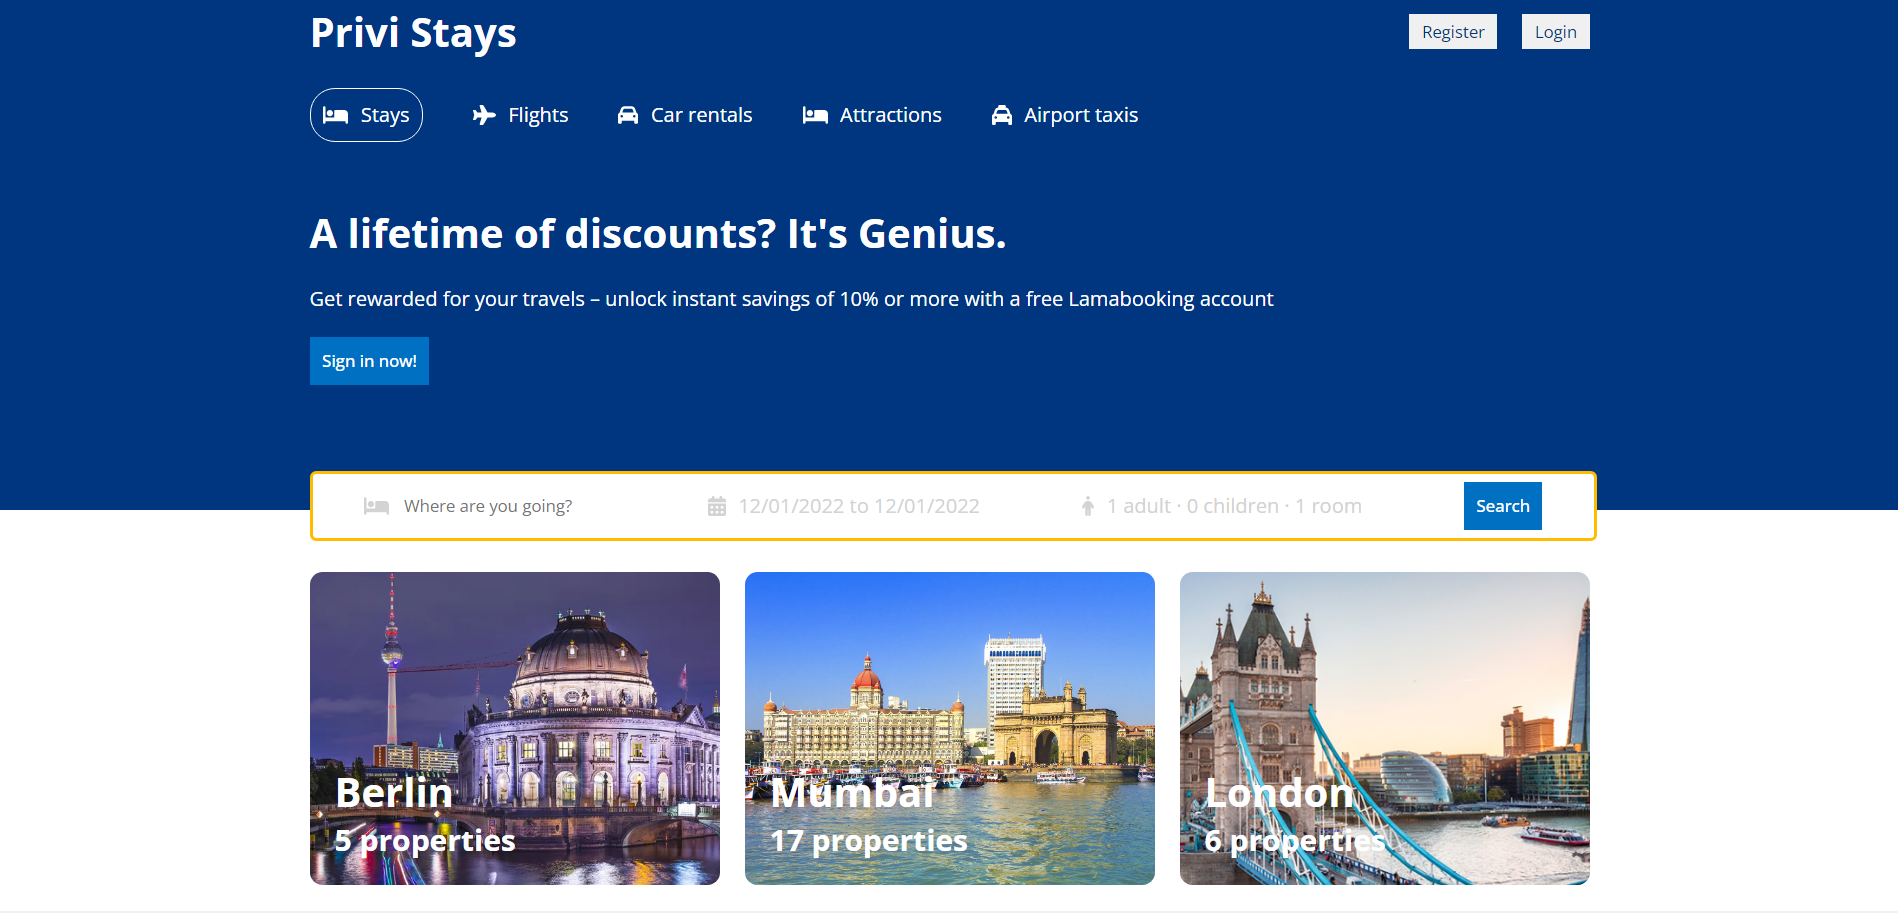 Privi Stays
Register
Login
Stays
Flights
Car rentals
Attractions
Airport taxis
A lifetime of discounts? It's Genius.
Get rewarded for your travels – unlock instant savings of 10% or more with a free Lamabooking account
Sign in now!
Where are you going?
12/01/2022 to 12/01/2022
1 adult · 0 children · 1 room
Search
Berlin
5 properties
Mumbai
17 properties
London
6 properties